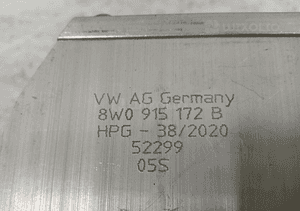 VW AG Germany
8W0 915 172 B
HPG - 38/2020
52299
05S